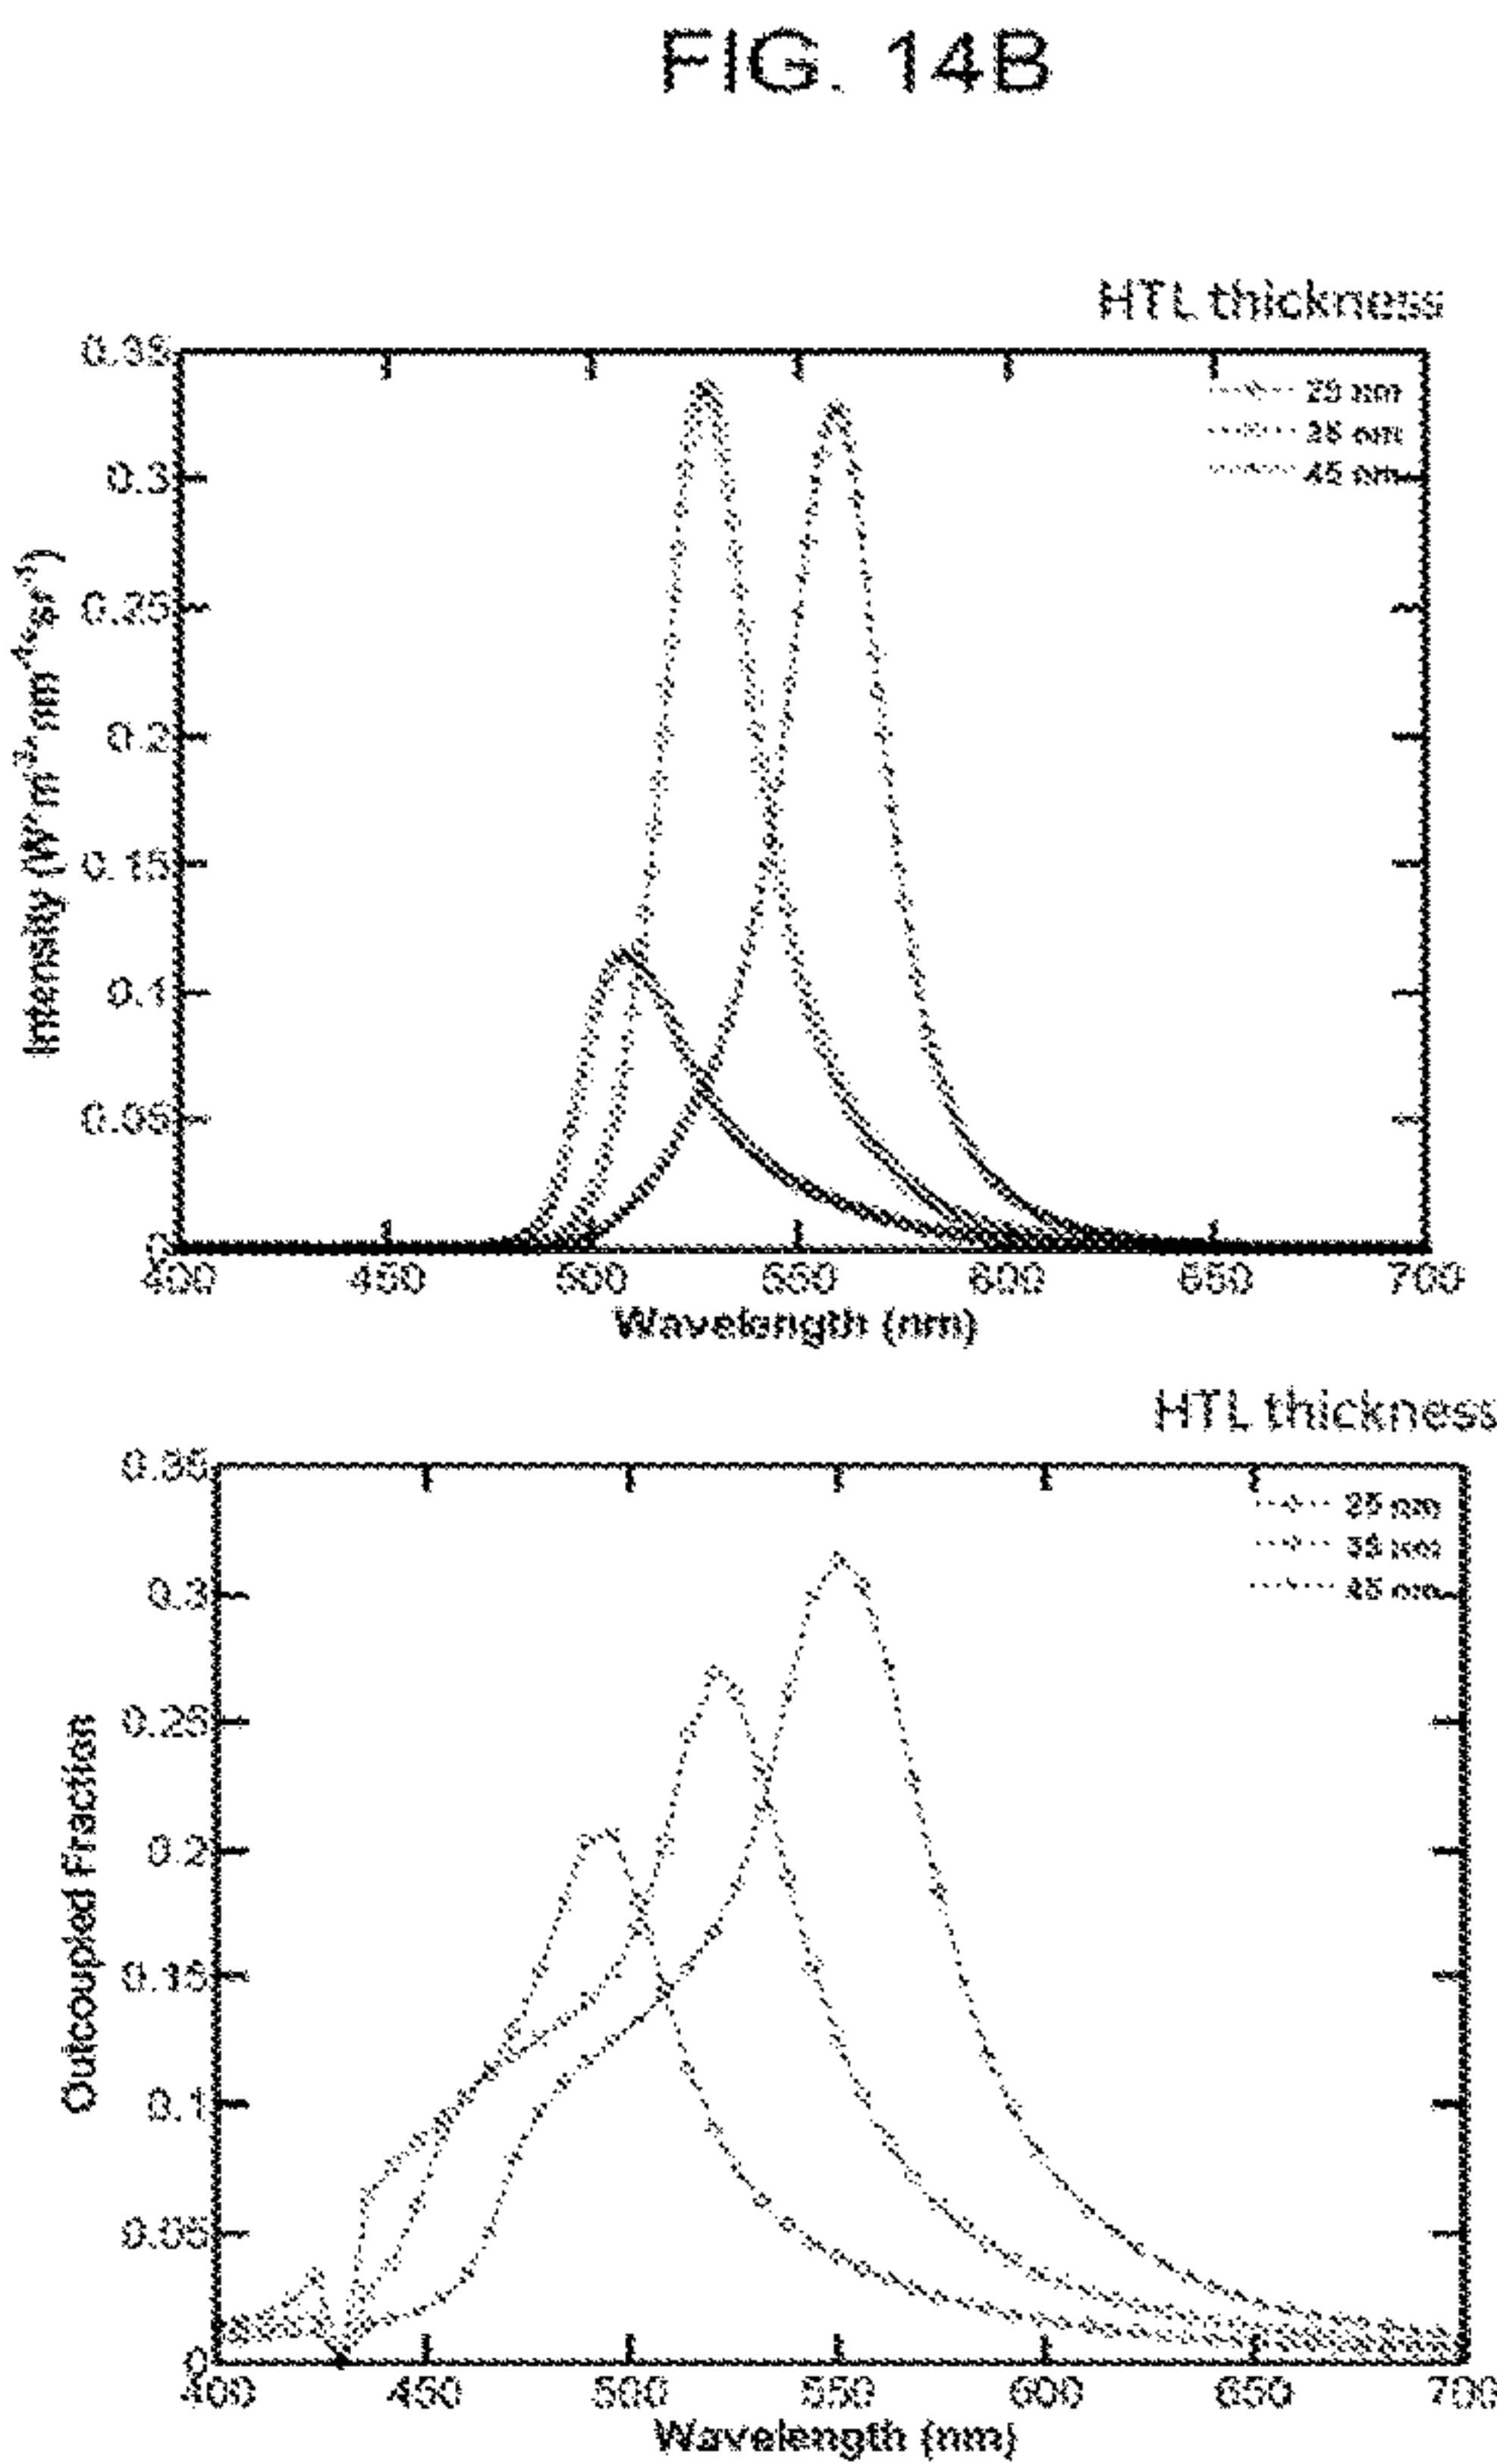 FIG. 14B
HTL thickness
0.35
0.3
0.25
0.2
0.15
0.1
0.05
0
25 nm
35 nm
45 nm
Intensity (W*m⁻²*nm⁻¹*sr⁻¹)
400 450 500 550 600 650 700
Wavelength (nm)
HTL thickness
0.35
0.3
0.25
0.2
0.15
0.1
0.05
0
25 nm
35 nm
45 nm
Outcoupled Fraction
400 450 500 550 600 650 700
Wavelength (nm)